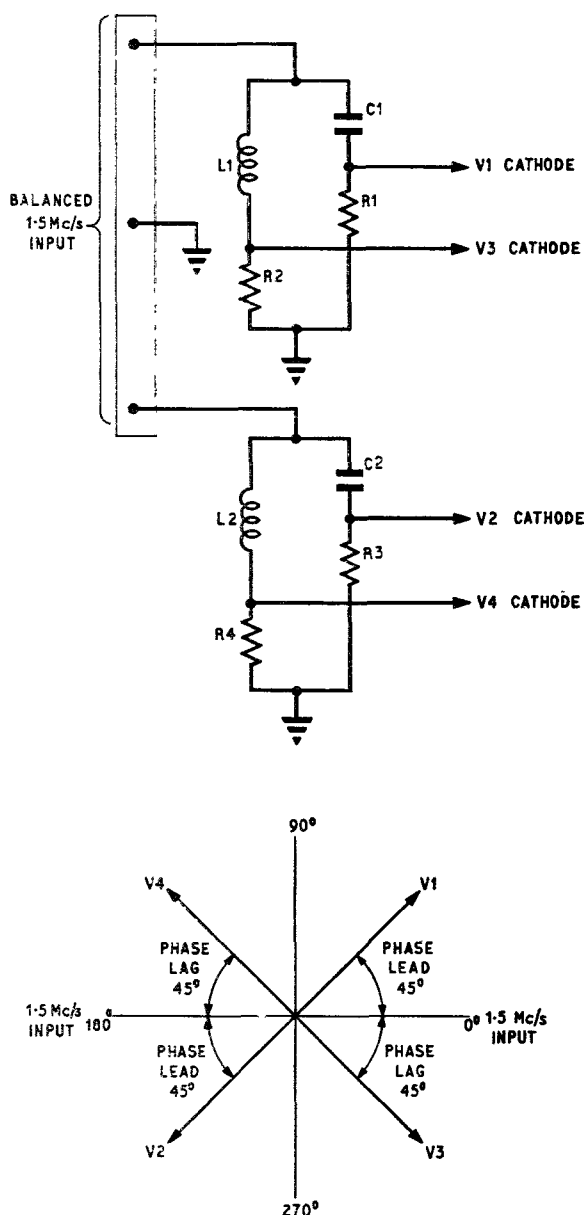 C1
V1 CATHODE
L1
R1
BALANCED
1·5 Mc/s
INPUT
V3 CATHODE
R2
C2
L2
V2 CATHODE
R3
V4 CATHODE
R4
90°
V4
V1
PHASE
LAG
45°
PHASE
LEAD
45°
1·5 Mc/s
INPUT
180°
0°
1·5 Mc/s
INPUT
PHASE
LEAD
45°
PHASE
LAG
45°
V2
V3
270°